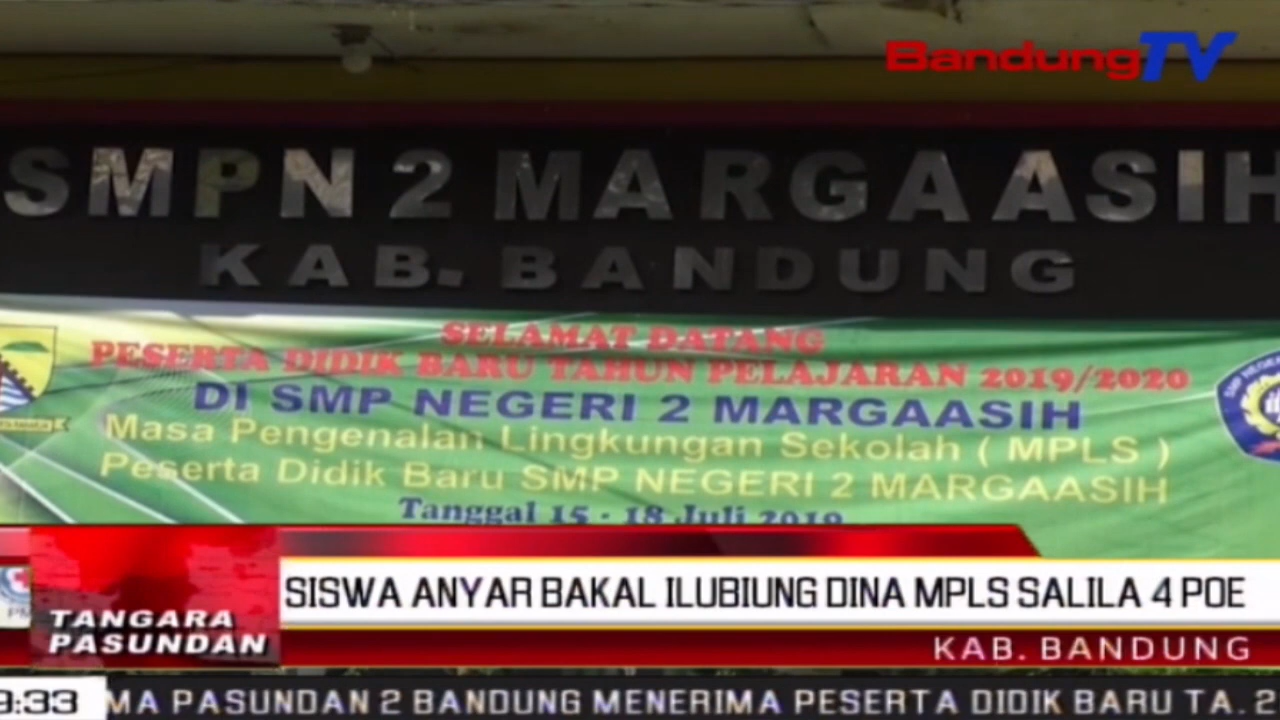 BandungTV
SMPN 2 MARGAASIH
KAB. BANDUNG
SELAMAT DATANG
PESERTA DIDIK BARU TAHUN PELAJARAN 2019/2020
DI SMP NEGERI 2 MARGAASIH
Masa Pengenalan Lingkungan Sekolah ( MPLS )
Peserta Didik Baru SMP NEGERI 2 MARGAASIH
Tanggal 15 - 18 Juli 2019
SISWA ANYAR BAKAL ILUBIUNG DINA MPLS SALILA 4 POE
TANGARA
PASUNDAN
KAB. BANDUNG
9:33 MA PASUNDAN 2 BANDUNG MENERIMA PESERTA DIDIK BARU TA. 2